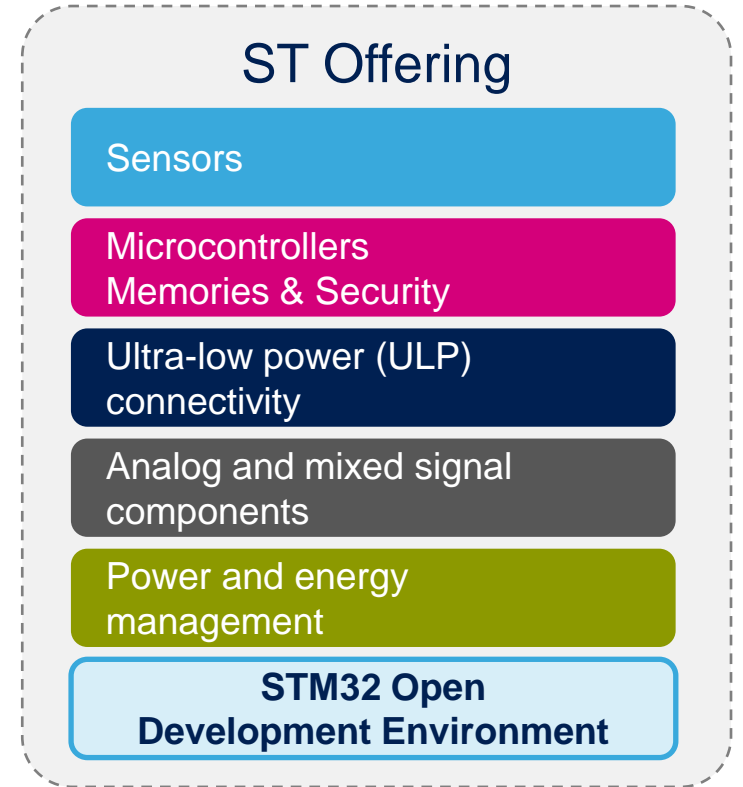 ST Offering
Sensors
Microcontrollers
Memories & Security
Ultra-low power (ULP)
connectivity
Analog and mixed signal
components
Power and energy
management
STM32 Open
Development Environment